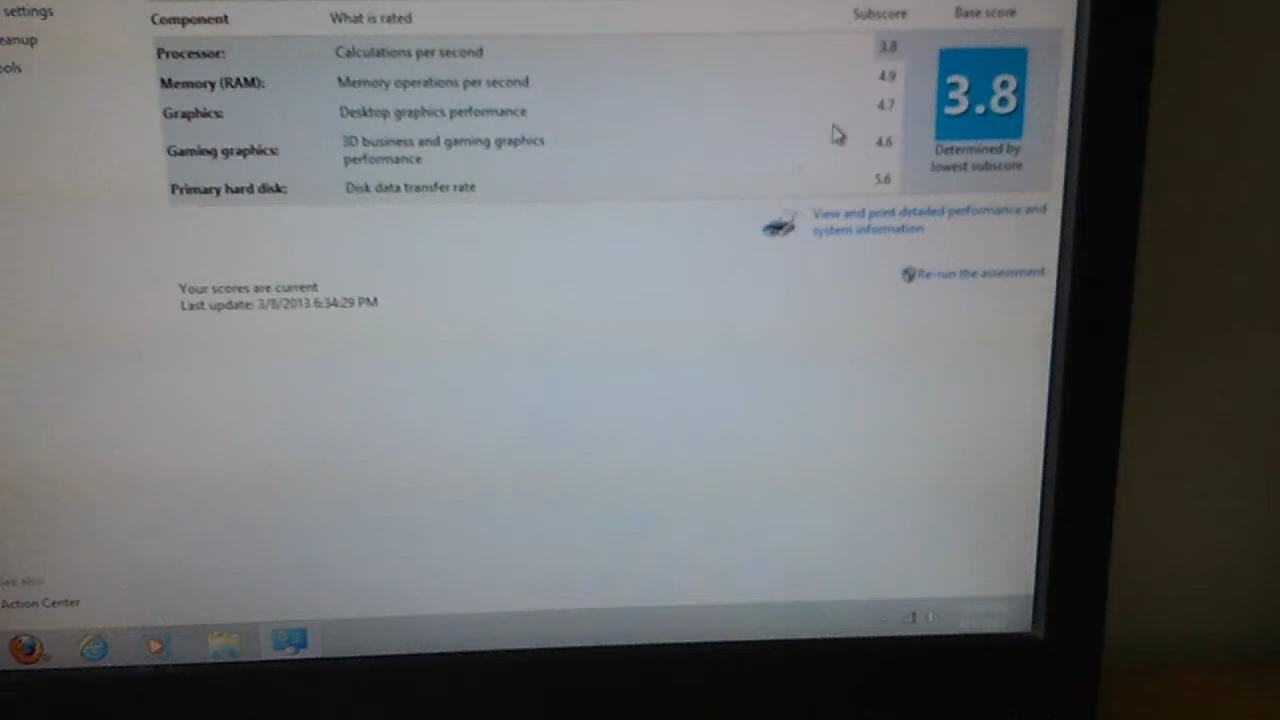 settings
eanup
ools
Component What is rated Subscore Base score
Processor: Calculations per second 3.8
Memory (RAM): Memory operations per second 4.9
Graphics: Desktop graphics performance 4.7
Gaming graphics: 3D business and gaming graphics performance 4.6
Primary hard disk: Disk data transfer rate 5.6
3.8
Determined by
lowest subscore
View and print detailed performance and
system information
Re-run the assessment
Your scores are current
Last update: 3/8/2013 6:34:29 PM
See also
Action Center